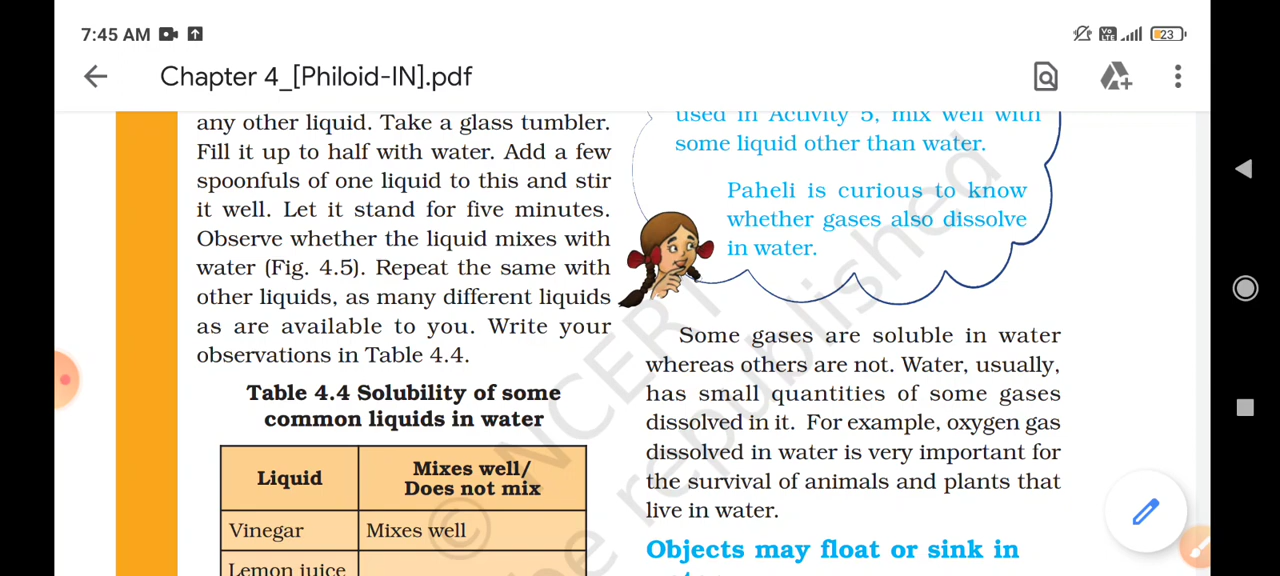 7:45 AM
23
Chapter 4_[Philoid-IN].pdf
any other liquid. Take a glass tumbler.
Fill it up to half with water. Add a few
spoonfuls of one liquid to this and stir
it well. Let it stand for five minutes.
Observe whether the liquid mixes with
water (Fig. 4.5). Repeat the same with
other liquids, as many different liquids
as are available to you. Write your
observations in Table 4.4.
Table 4.4 Solubility of some
common liquids in water
Liquid
Mixes well/
Does not mix
Vinegar
Mixes well
Lemon juice
used in Activity 5, mix well with
some liquid other than water.
Paheli is curious to know
whether gases also dissolve
in water.
Some gases are soluble in water
whereas others are not. Water, usually,
has small quantities of some gases
dissolved in it. For example, oxygen gas
dissolved in water is very important for
the survival of animals and plants that
live in water.
Objects may float or sink in
© NCERT
be republished